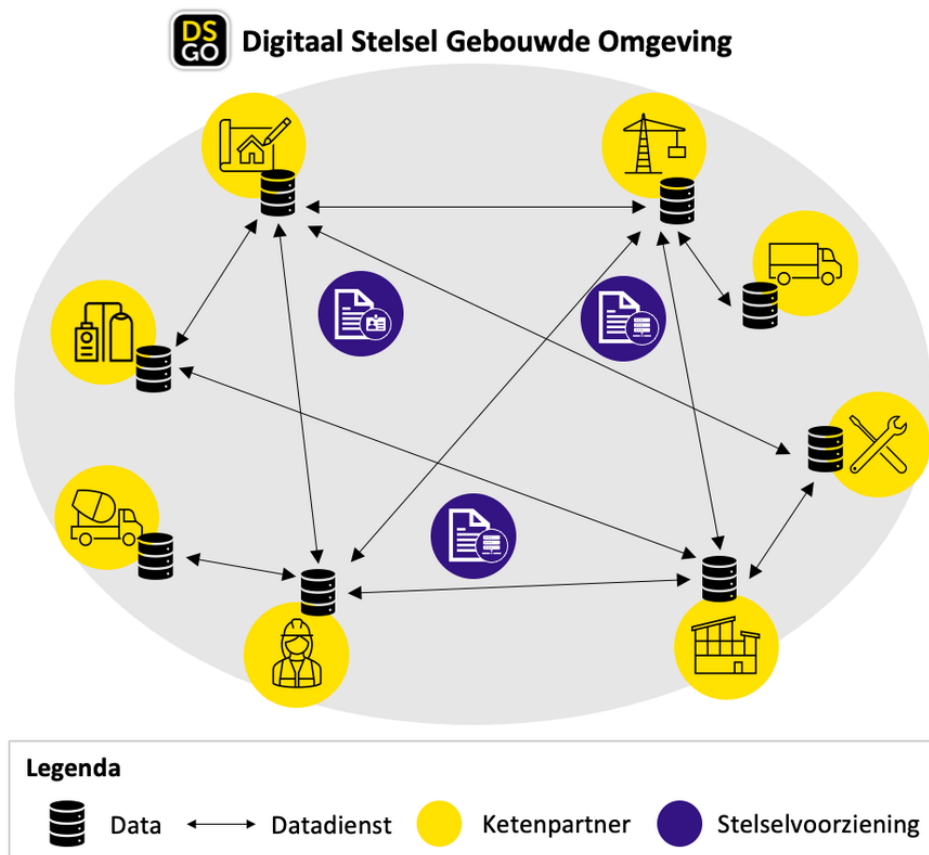 DS
GO
Digitaal Stelsel Gebouwde Omgeving
Legenda
Data
Datadienst
Ketenpartner
Stelselvoorziening